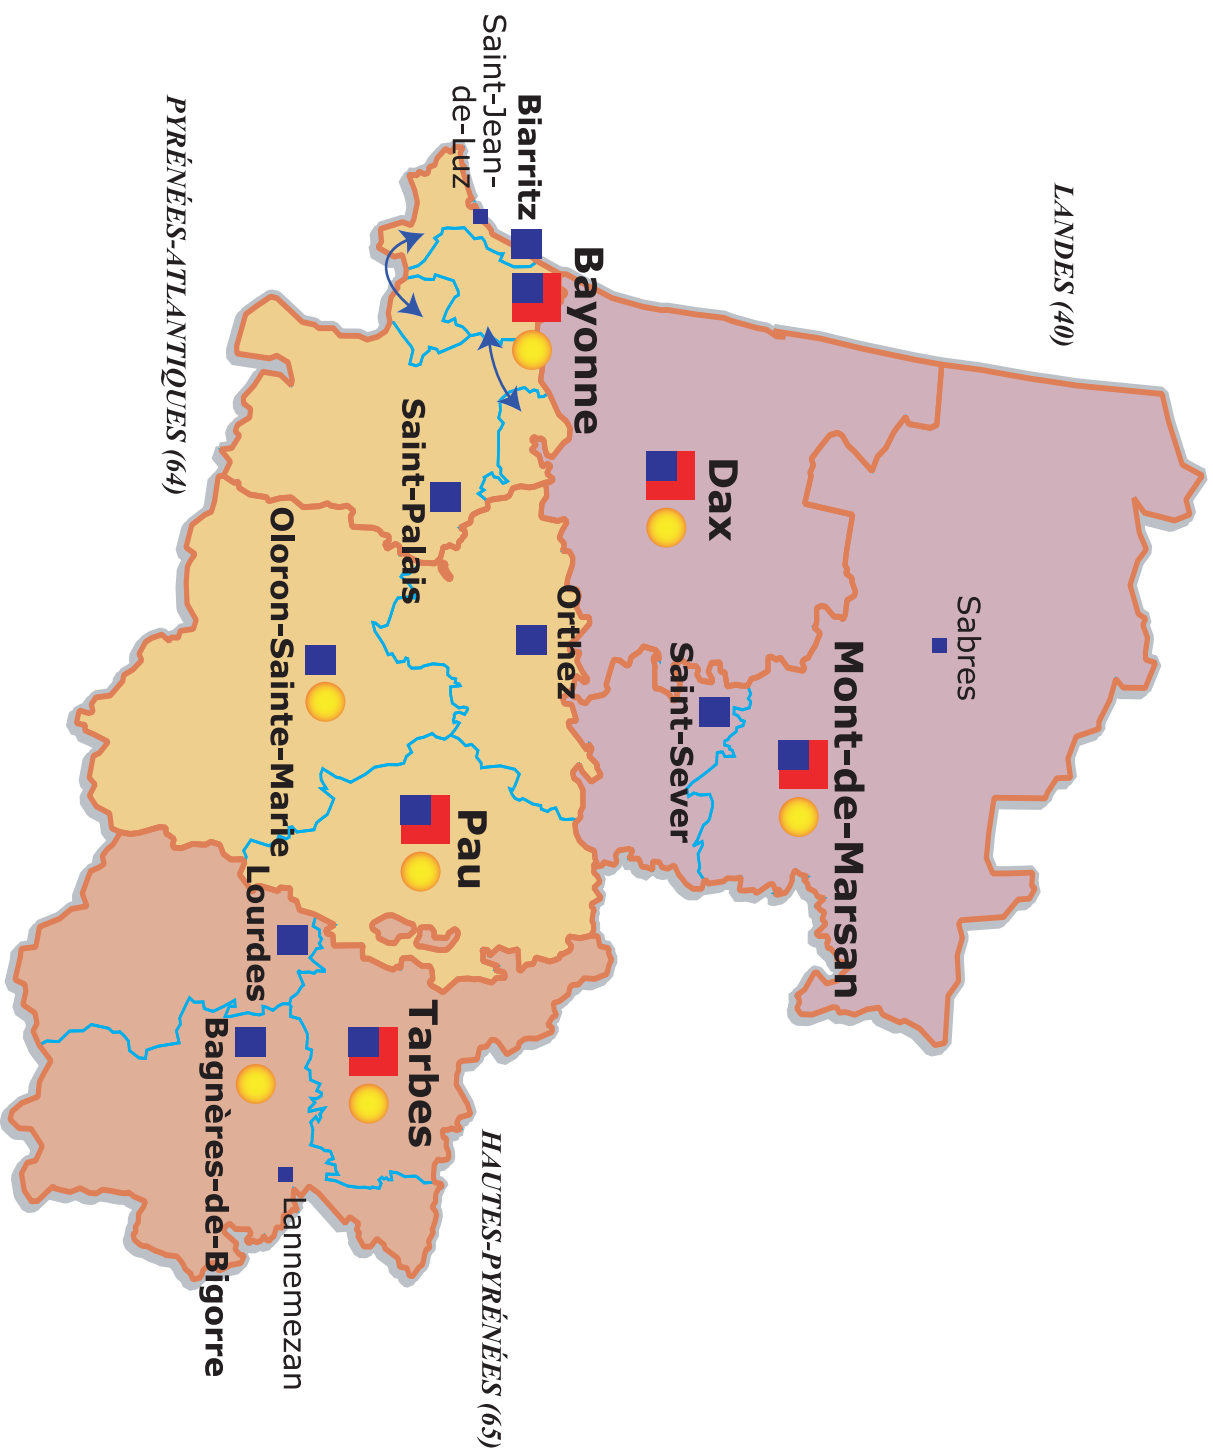 LANDES (40)
Sabres
Mont-de-Marsan
Dax
Saint-Sever
Bayonne
Biarritz
Saint-Jean-
de-Luz
Orthez
Saint-Palais
Pau
Oloron-Sainte-Marie
PYRÉNÉES-ATLANTIQUES (64)
Tarbes
Lourdes
Bagnères-de-Bigorre
Lannemezan
HAUTES-PYRÉNÉES (65)